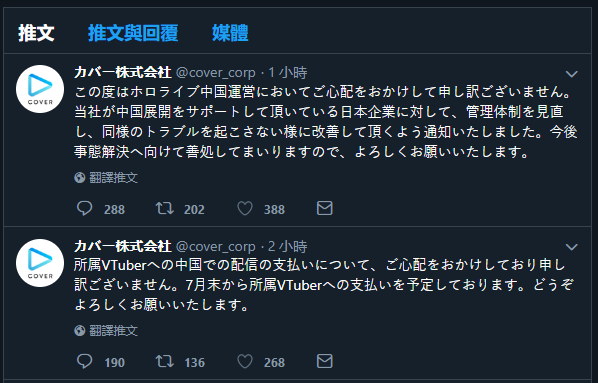 推文 推文與回覆 媒體
カバー株式会社 @cover_corp · 1 小時
COVER
この度はホロライブ中国運営においてご心配をおかけして申し訳ございません。
当社が中国展開をサポートして頂いている日本企業に対して、管理体制を見直
し、同様のトラブルを起こさない様に改善して頂くよう通知いたしました。今後
事態解決へ向けて善処してまいりますので、よろしくお願いいたします。
翻譯推文
288 202 388
カバー株式会社 @cover_corp · 2 小時
COVER
所属VTuberへの中国での配信の支払いについて、ご心配をおかけしており申し
訳ございません。7月末から所属VTuberへの支払いを予定しております。どうぞ
よろしくお願いいたします。
翻譯推文
190 136 268